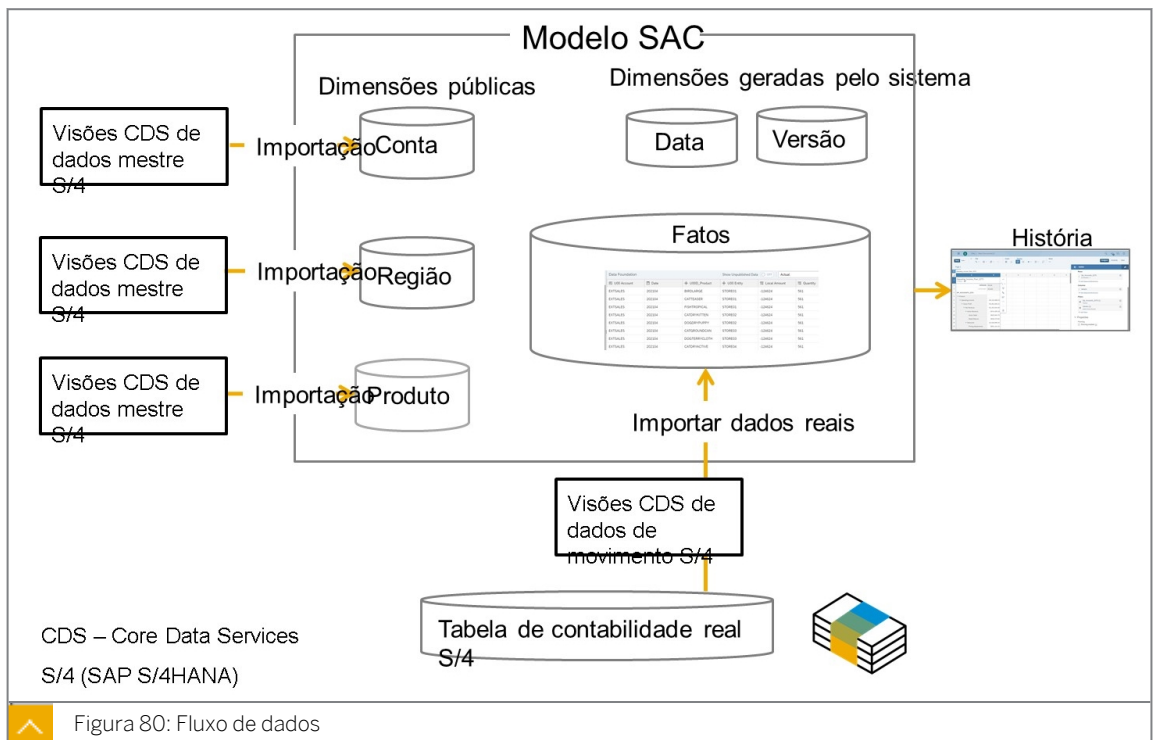 Modelo SAC
Dimensões públicas
Dimensões geradas pelo sistema
Visões CDS de
dados mestre
S/4
Importação
Conta
Data
Versão
Visões CDS de
dados mestre
S/4
Importação
Região
Fatos
História
Visões CDS de
dados mestre
S/4
Importação
Produto
Importar dados reais
Visões CDS de
dados de
movimento S/4
Tabela de contabilidade real
S/4
CDS – Core Data Services
S/4 (SAP S/4HANA)
Figura 80: Fluxo de dados